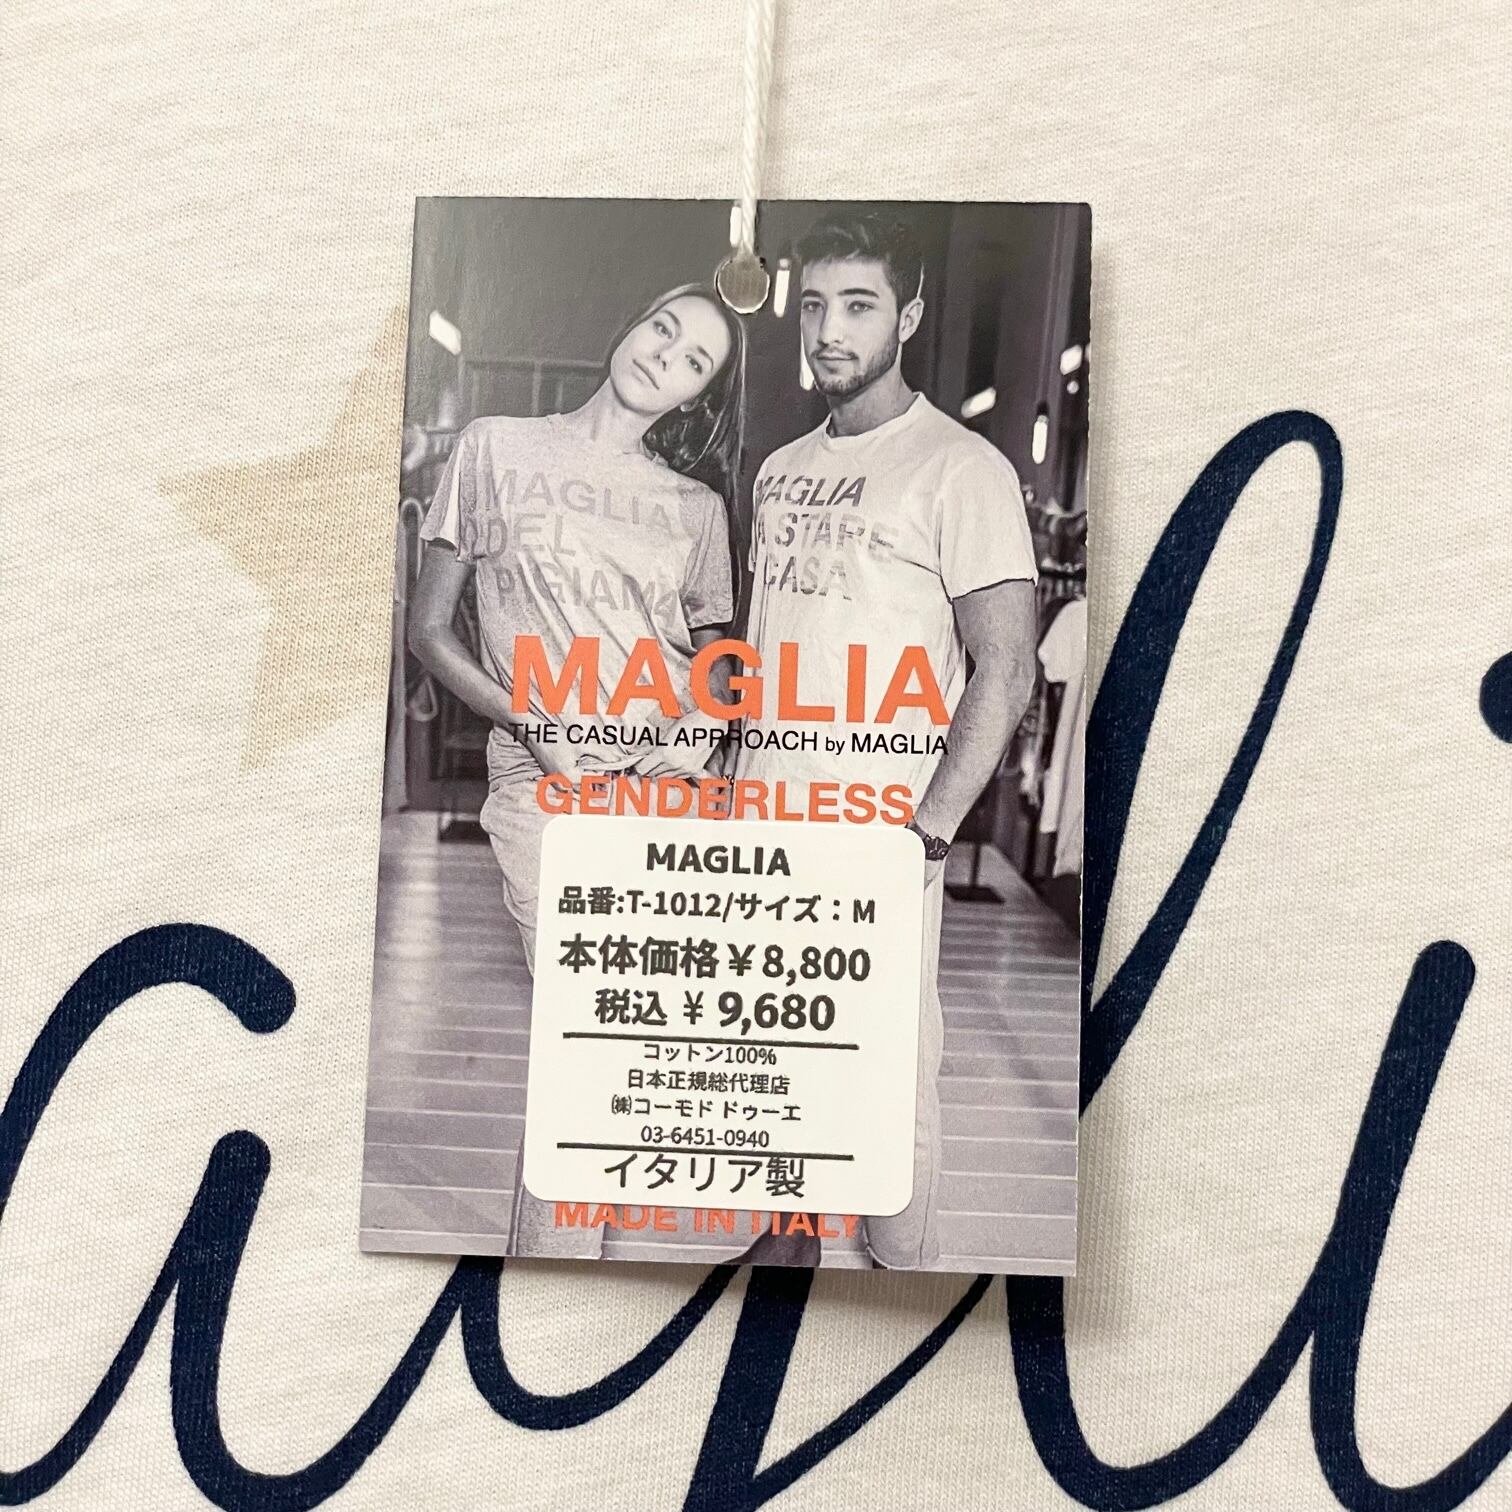 MAGLIA
DEL
PIGIAMA
MAGLIA
STARE
CASA
MAGLIA
THE CASUAL APPROACH by MAGLIA
GENDERLESS
MAGLIA
品番:T-1012/サイズ：M
本体価格￥8,800
税込 ￥9,680
コットン100%
日本正規総代理店
㈱コーモド ドゥーエ
03-6451-0940
イタリア製
MADE IN ITALY
agli